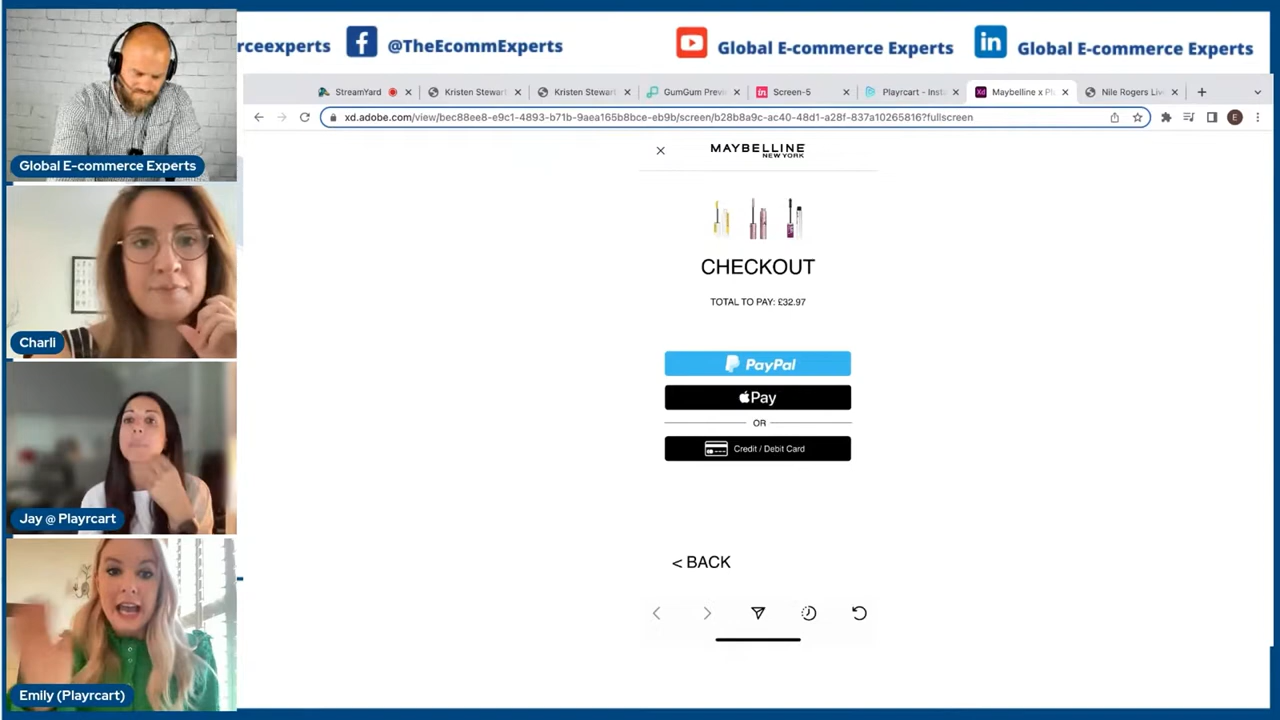 rceexperts
@TheEcommExperts
Global E-commerce Experts
Global E-commerce Experts
StreamYard
Kristen Stewar
Kristen Stewart
GumGum Previ
Screen-5
Playrcart - Insta
Maybelline x Pl
Nile Rogers Liv
xd.adobe.com/view/bec88ee8-e9c1-4893-b71b-9aea165b8bce-eb9b/screen/b28b8a9c-ac40-48d1-a28f-837a10265816?fullscreen
MAYBELLINE
NEW YORK
CHECKOUT
TOTAL TO PAY: £32.97
PayPal
Pay
OR
Credit / Debit Card
< BACK
Global E-commerce Experts
Charli
Jay @ Playrcart
Emily (Playrcart)